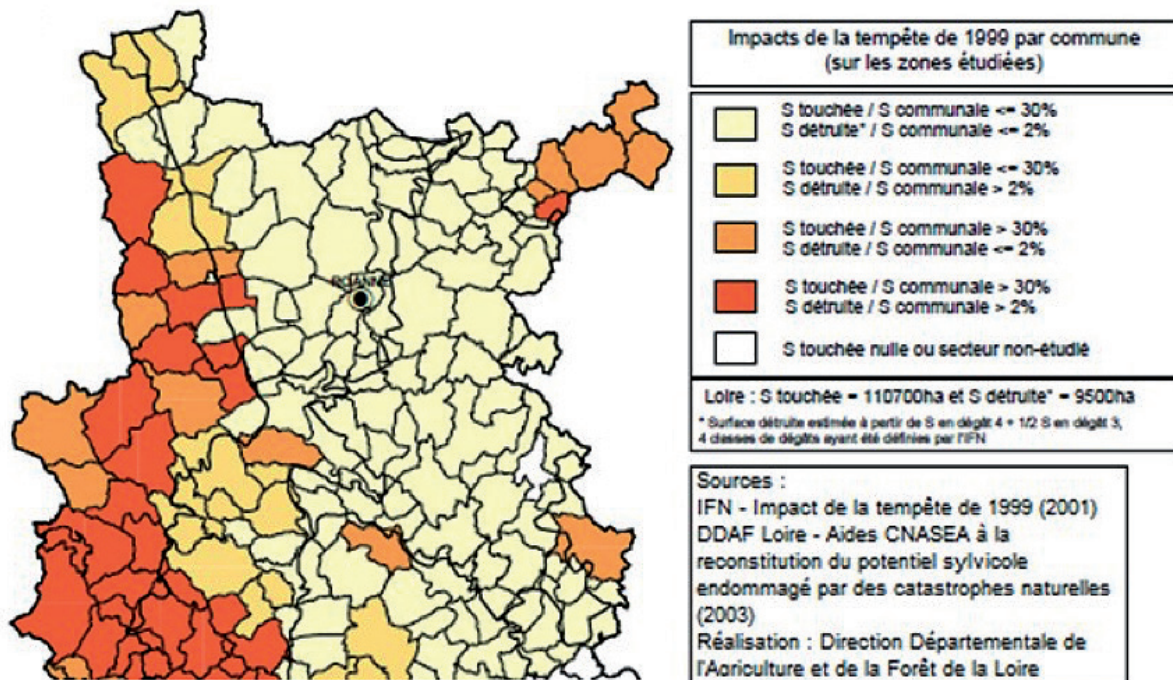 ROANNE
Impacts de la tempête de 1999 par commune
(sur les zones étudiées)
S touchée / S communale <= 30%
S détruite* / S communale <= 2%
S touchée / S communale <= 30%
S détruite / S communale > 2%
S touchée / S communale > 30%
S détruite / S communale <= 2%
S touchée / S communale > 30%
S détruite / S communale > 2%
S touchée nulle ou secteur non-étudié
Loire : S touchée = 110700ha et S détruite* = 9500ha
* Surface détruite estimée à partir de S en dégât 4 + 1/2 S en dégât 3,
4 classes de dégâts ayant été définies par l'IFN
Sources :
IFN - Impact de la tempête de 1999 (2001)
DDAF Loire - Aides CNASEA à la
reconstitution du potentiel sylvicole
endommagé par des catastrophes naturelles
(2003)
Réalisation : Direction Départementale de
l'Agriculture et de la Forêt de la Loire